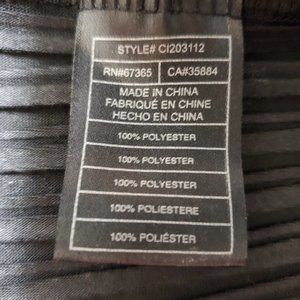 STYLE# CI203112
RN#67365 CA#35884
MADE IN CHINA
FABRIQUÉ EN CHINE
HECHO EN CHINA
100% POLYESTER
100% POLYESTER
100% POLYESTER
100% POLIESTERE
100% POLIÉSTER